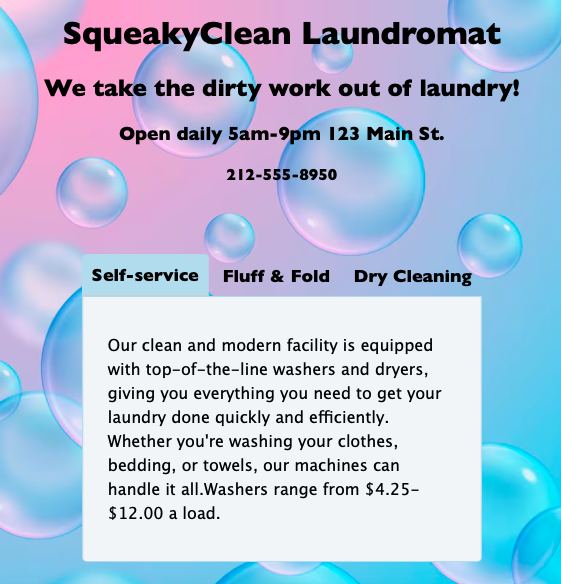 SqueakyClean Laundromat
We take the dirty work out of laundry!
Open daily 5am-9pm 123 Main St.
212-555-8950
Self-service Fluff & Fold Dry Cleaning
Our clean and modern facility is equipped
with top-of-the-line washers and dryers,
giving you everything you need to get your
laundry done quickly and efficiently.
Whether you're washing your clothes,
bedding, or towels, our machines can
handle it all.Washers range from $4.25-
$12.00 a load.